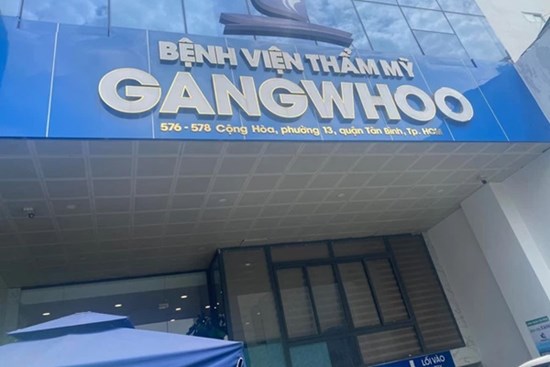 BỆNH VIỆN THẨM MỸ
GANGWHOO
576 - 578 Cộng Hòa, phường 13, quận Tân Bình, Tp. HCM
LỐI VÀO